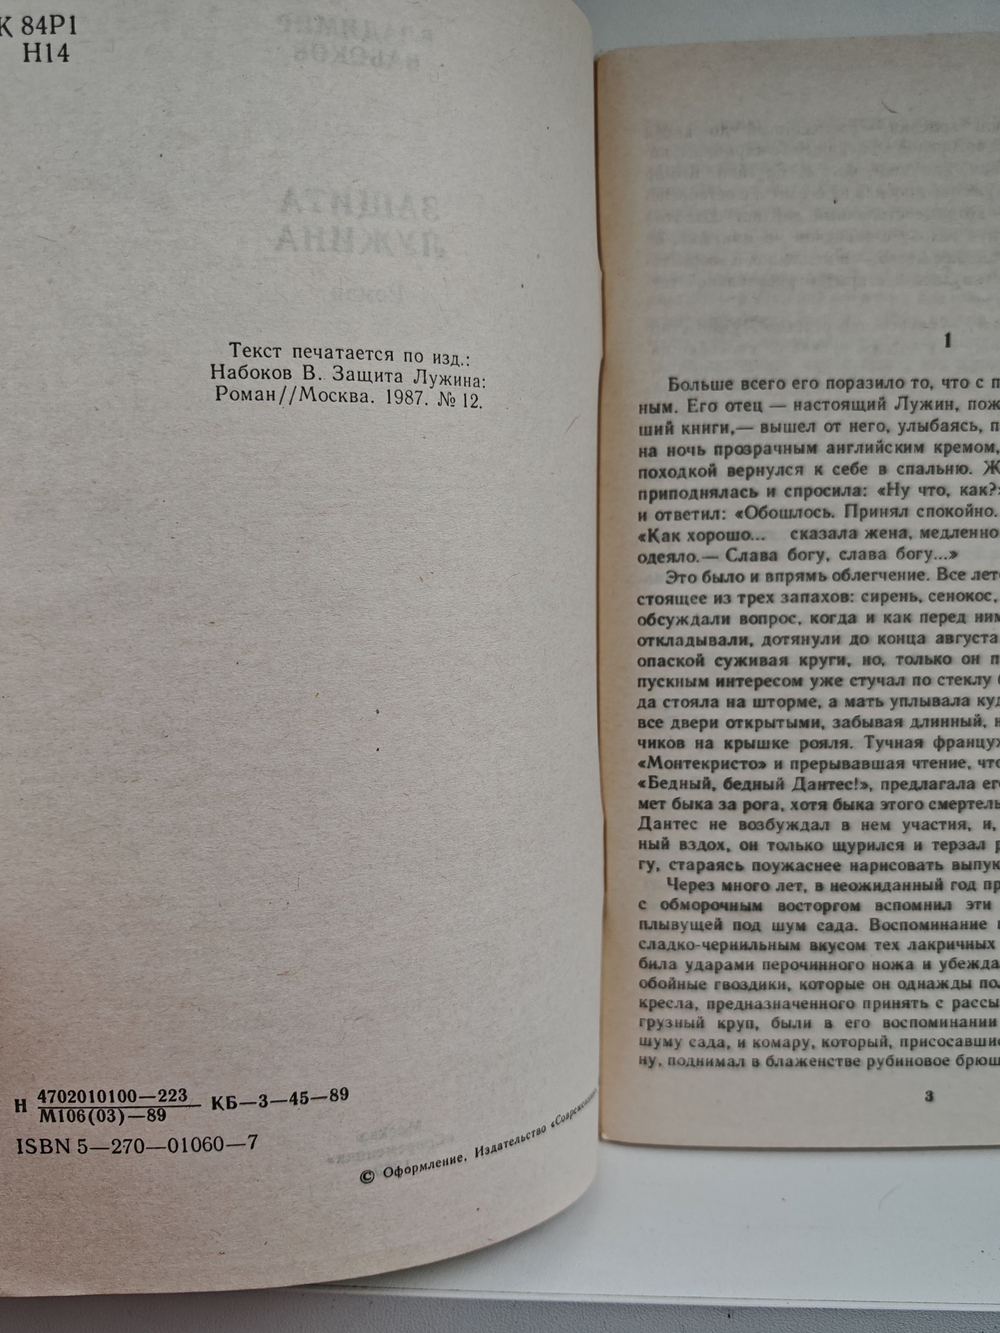 К 84Р1
Н14
Текст печатается по изд.:
Набоков В. Защита Лужина:
Роман//Москва. 1987. № 12.
Н 4702010100—223
М106(03)—89
КБ—3—45—89
ISBN 5—270—01060—7
© Оформление, Издательство «Современник
1
Больше всего его поразило то, что с п
ным. Его отец — настоящий Лужин, пож
ший книги,— вышел от него, улыбаясь, п
на ночь прозрачным английским кремом,
походкой вернулся к себе в спальню. Ж
приподнялась и спросила: «Ну что, как?»
и ответил: «Обошлось. Принял спокойно.
«Как хорошо... сказала жена, медленно
одеяло.— Слава богу, слава богу...»
Это было и впрямь облегчение. Все лет
стоящее из трех запахов: сирень, сенокос,
обсуждали вопрос, когда и как перед ним
откладывали, дотянули до конца августа
опаской суживая круги, но, только он п
пускным интересом уже стучал по стеклу
да стояла на шторме, а мать уплывала куд
все двери открытыми, забывая длинный, н
чиков на крышке рояля. Тучная француж
«Монтекристо» и прерывавшая чтение, что
«Бедный, бедный Дантес!», предлагала ег
мет быка за рога, хотя быка этого смертель
Дантес не возбуждал в нем участия, и,
ный вздох, он только щурился и терзал р
гу, стараясь поужаснее нарисовать выпук
Через много лет, в неожиданный год пр
с обморочным восторгом вспомнил эти
плывущей под шум сада. Воспоминание п
сладко-чернильным вкусом тех лакричных
била ударами перочинного ножа и убежда
обойные гвоздики, которые он однажды пол
кресла, предназначенного принять с рассы
грузный круп, были в его воспоминании
шуму сада, и комару, который, присосавши
ну, поднимал в блаженстве рубиновое брюш
3